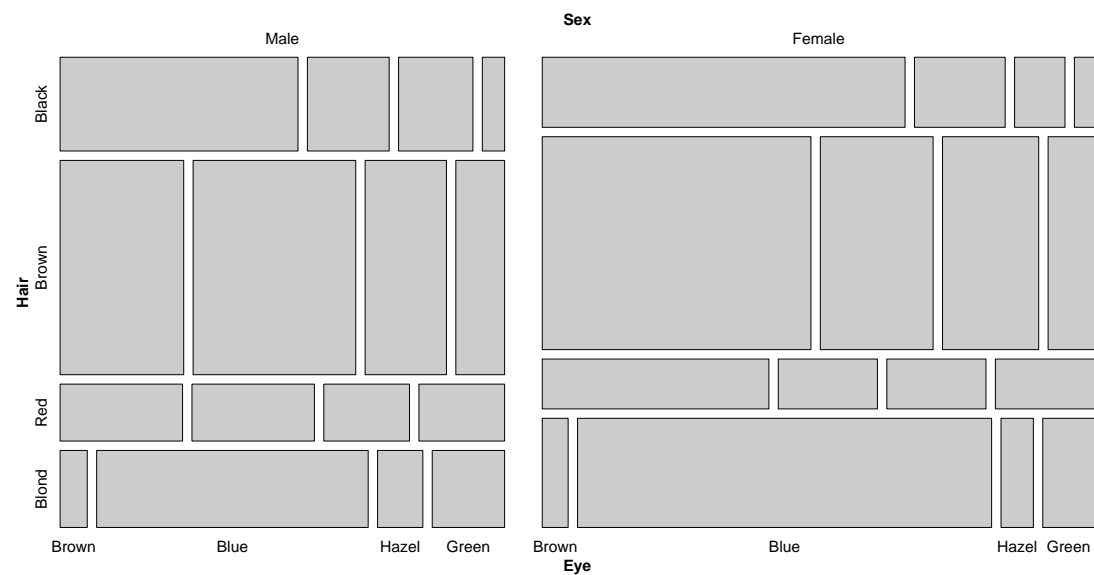 Sex
Male Female
Black
Brown
Hair
Red
Blond
Brown Blue Hazel Green Brown Blue Hazel Green
Eye